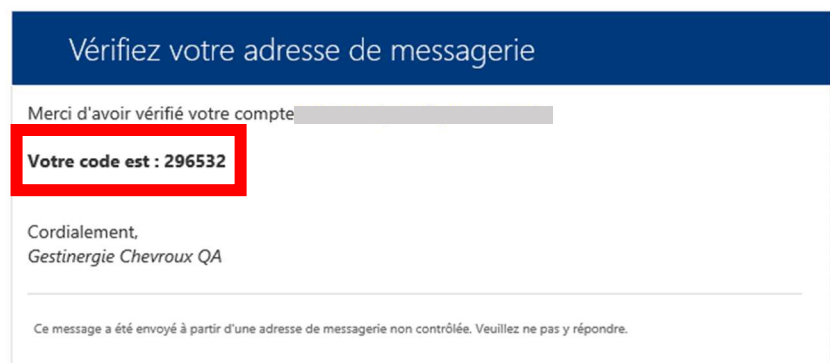 Vérifiez votre adresse de messagerie
Merci d'avoir vérifié votre compte
Votre code est : 296532
Cordialement,
Gestinergie Chevroux QA
Ce message a été envoyé à partir d'une adresse de messagerie non contrôlée. Veuillez ne pas y répondre.